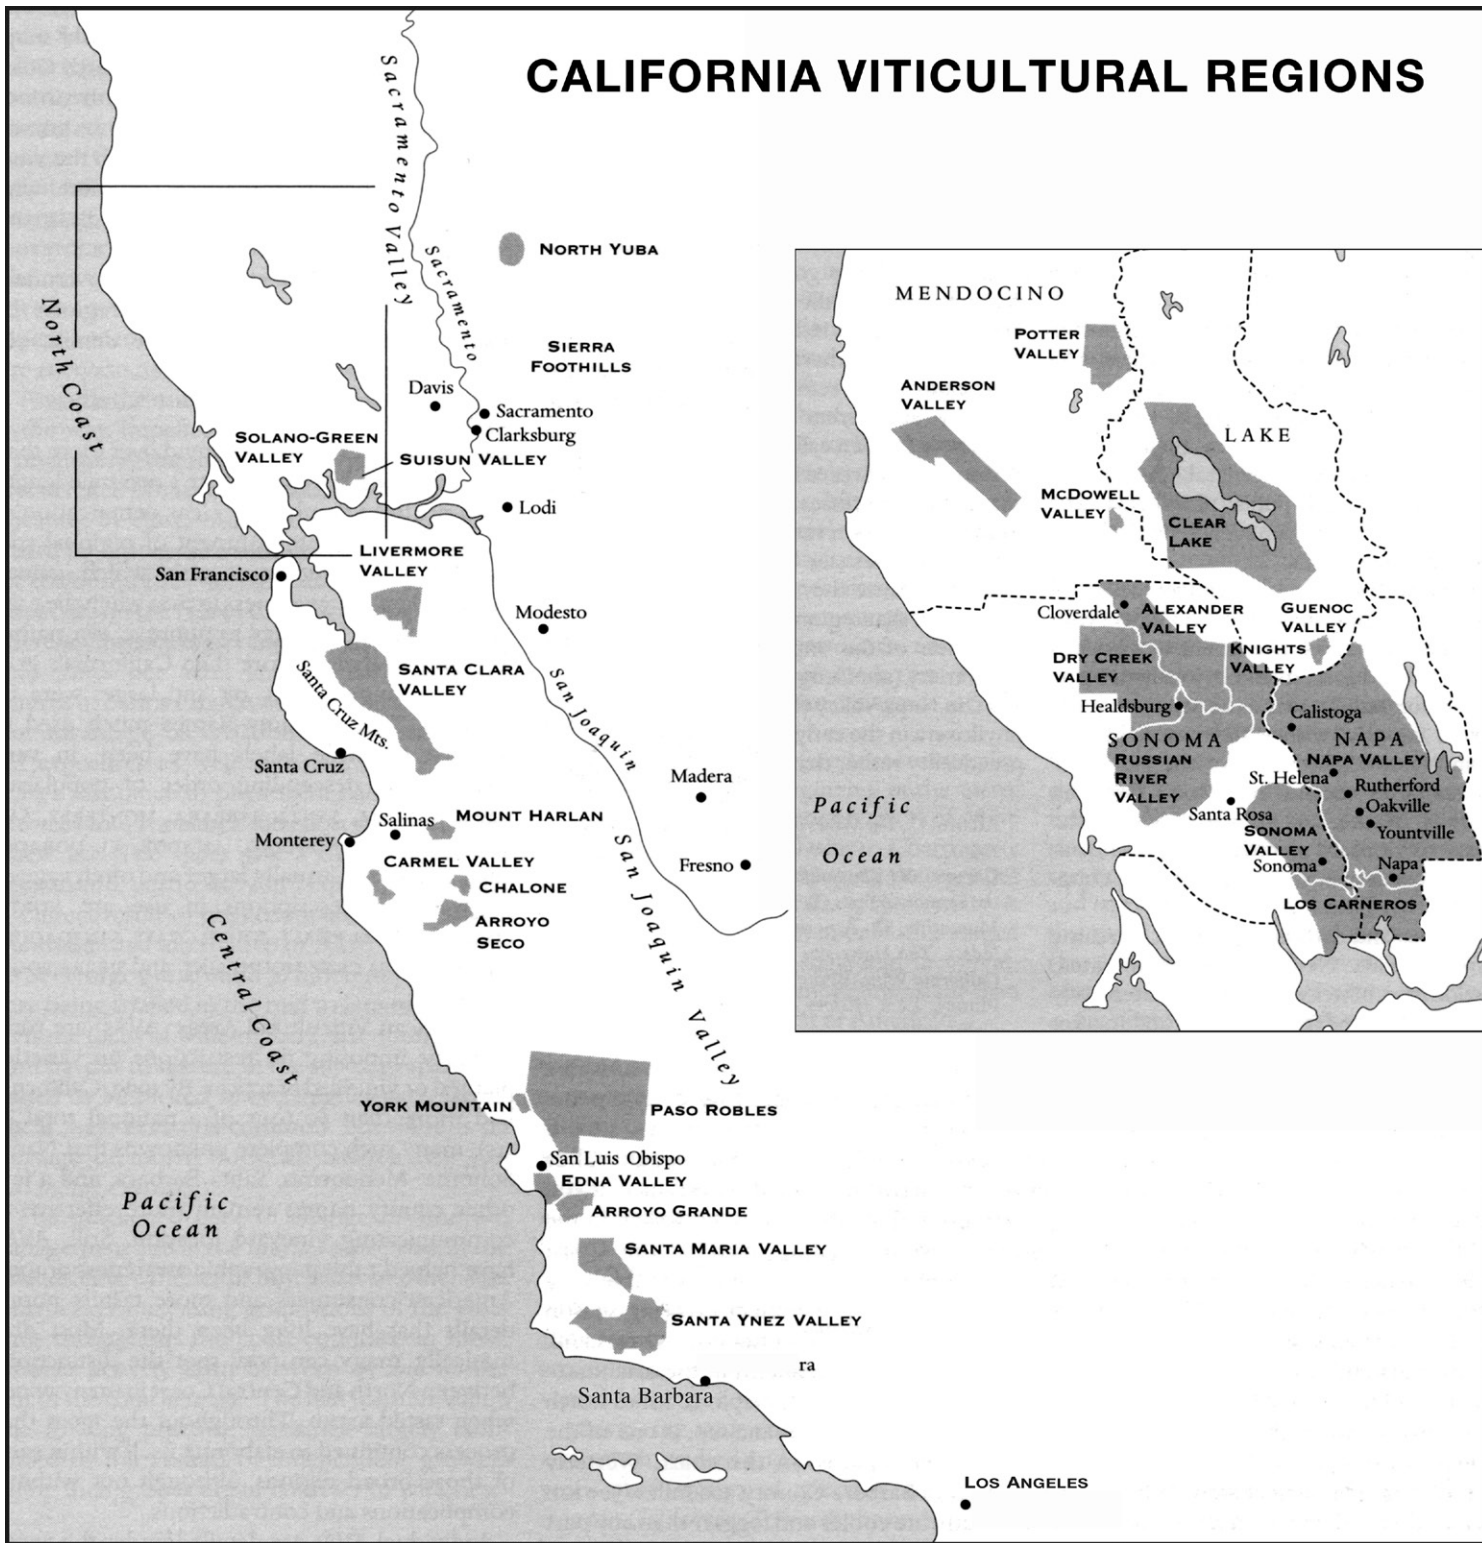 CALIFORNIA VITICULTURAL REGIONS
Sacramento Valley
Sacramento
NORTH YUBA
North Coast
SIERRA
FOOTHILLS
Davis
Sacramento
Clarksburg
SOLANO-GREEN
VALLEY
SUISUN VALLEY
Lodi
LIVERMORE
VALLEY
San Francisco
Modesto
SANTA CLARA
VALLEY
Santa Cruz Mts.
San Joaquin
Santa Cruz
Madera
Salinas
MOUNT HARLAN
Monterey
CARMEL VALLEY
Fresno
CHALONE
ARROYO
SECO
San Joaquin Valley
Central Coast
YORK MOUNTAIN
PASO ROBLES
San Luis Obispo
EDNA VALLEY
ARROYO GRANDE
Pacific
Ocean
SANTA MARIA VALLEY
SANTA YNEZ VALLEY
ra
Santa Barbara
LOS ANGELES
MENDOCINO
POTTER
VALLEY
ANDERSON
VALLEY
LAKE
MCDOWELL
VALLEY
CLEAR
LAKE
Cloverdale
ALEXANDER
VALLEY
GUENOC
VALLEY
DRY CREEK
VALLEY
KNIGHTS
VALLEY
Healdsburg
Calistoga
SONOMA
NAPA
RUSSIAN
RIVER
VALLEY
NAPA VALLEY
St. Helena
Rutherford
Oakville
Santa Rosa
Yountville
SONOMA
VALLEY
Sonoma
Napa
LOS CARNEROS
Pacific
Ocean